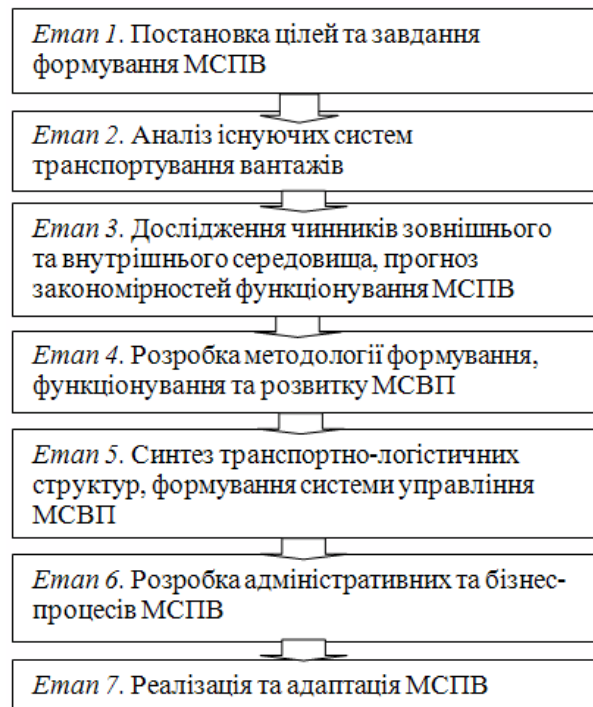 Етап 1. Постановка цілей та завдання
формування МСПВ
Етап 2. Аналіз існуючих систем
транспортування вантажів
Етап 3. Дослідження чинників зовнішнього
та внутрішнього середовища, прогноз
закономірностей функціонування МСПВ
Етап 4. Розробка методології формування,
функціонування та розвитку МСВП
Етап 5. Синтез транспортно-логістичних
структур, формування системи управління
МСВП
Етап 6. Розробка адміністративних та бізнес-
процесів МСПВ
Етап 7. Реалізація та адаптація МСПВ